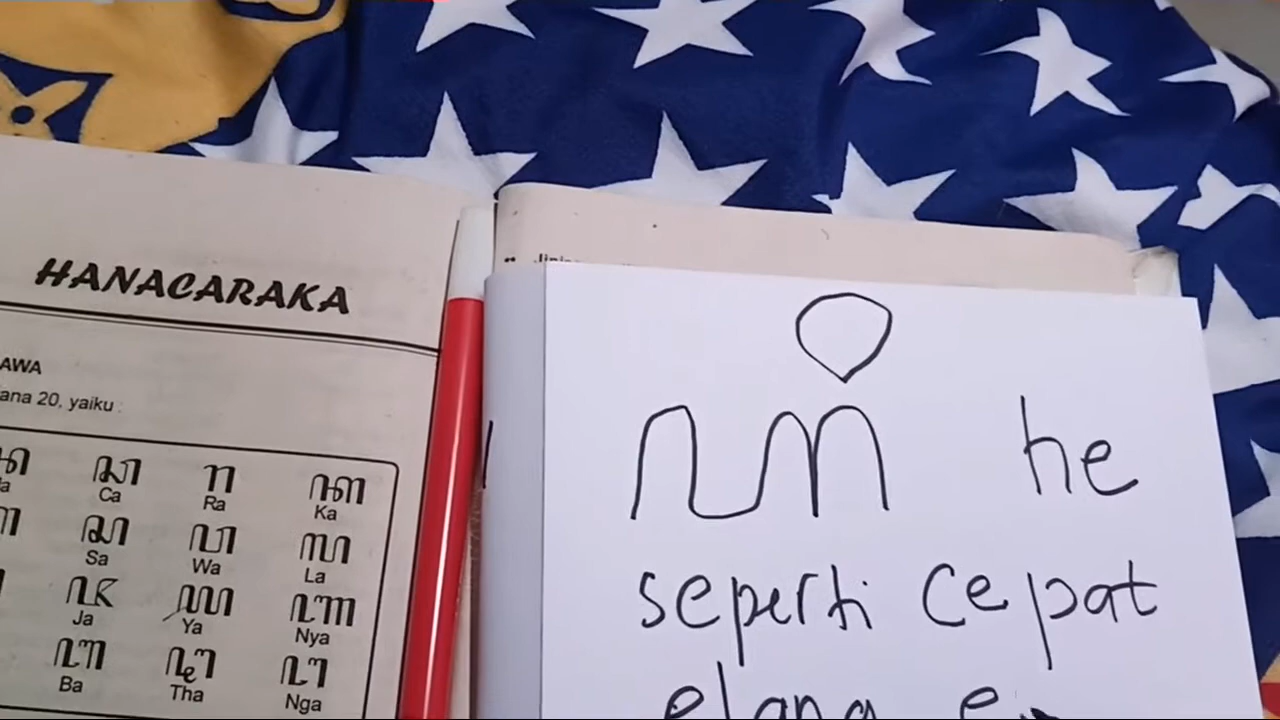 HANACARAKA
AWA
ana 20, yaiku :
ꦕ ꦫ ꦏ
Ca Ra Ka
ꦱ ꦮ ꦭ
Sa Wa La
ꦗ ꦪ ꦚ
Ja Ya Nya
ꦧ ꦛ ꦔ
Ba Tha Nga
ꦲꦼ he
seperti cepat
elang